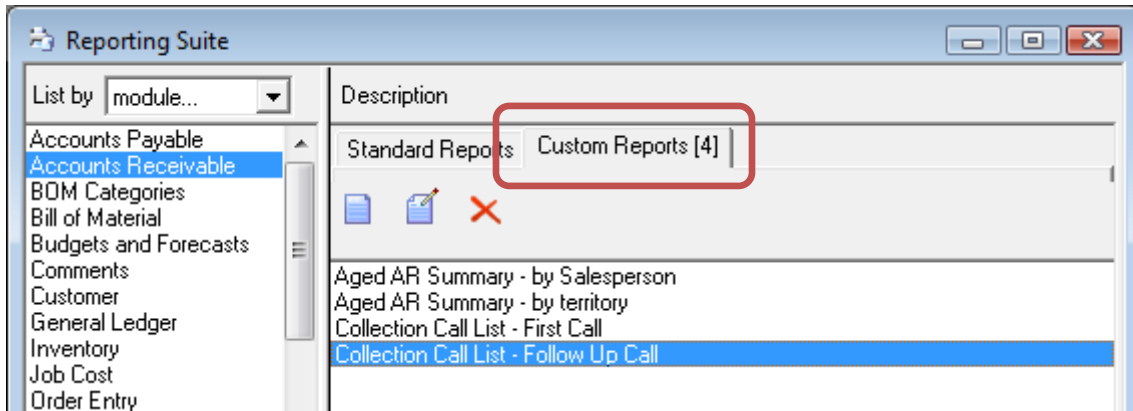 Reporting Suite
List by module...
Description
Accounts Payable
Accounts Receivable
BOM Categories
Bill of Material
Budgets and Forecasts
Comments
Customer
General Ledger
Inventory
Job Cost
Order Entry
Standard Reports
Custom Reports [4]
Aged AR Summary - by Salesperson
Aged AR Summary - by territory
Collection Call List - First Call
Collection Call List - Follow Up Call